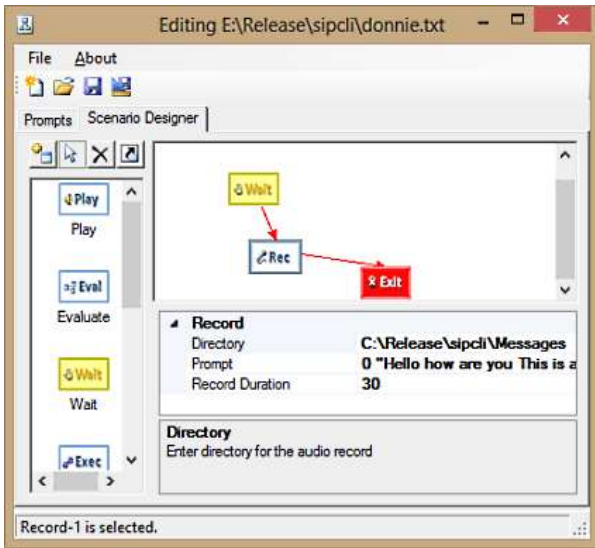 Editing E:\Release\sipcli\donnie.txt
File About
Prompts Scenario Designer
Play
Play
Eval
Evaluate
Wait
Wait
Exec
Wait
Rec
Exit
Record
Directory C:\Release\sipcli\Messages
Prompt 0 "Hello how are you This is a
Record Duration 30
Directory
Enter directory for the audio record
Record-1 is selected.